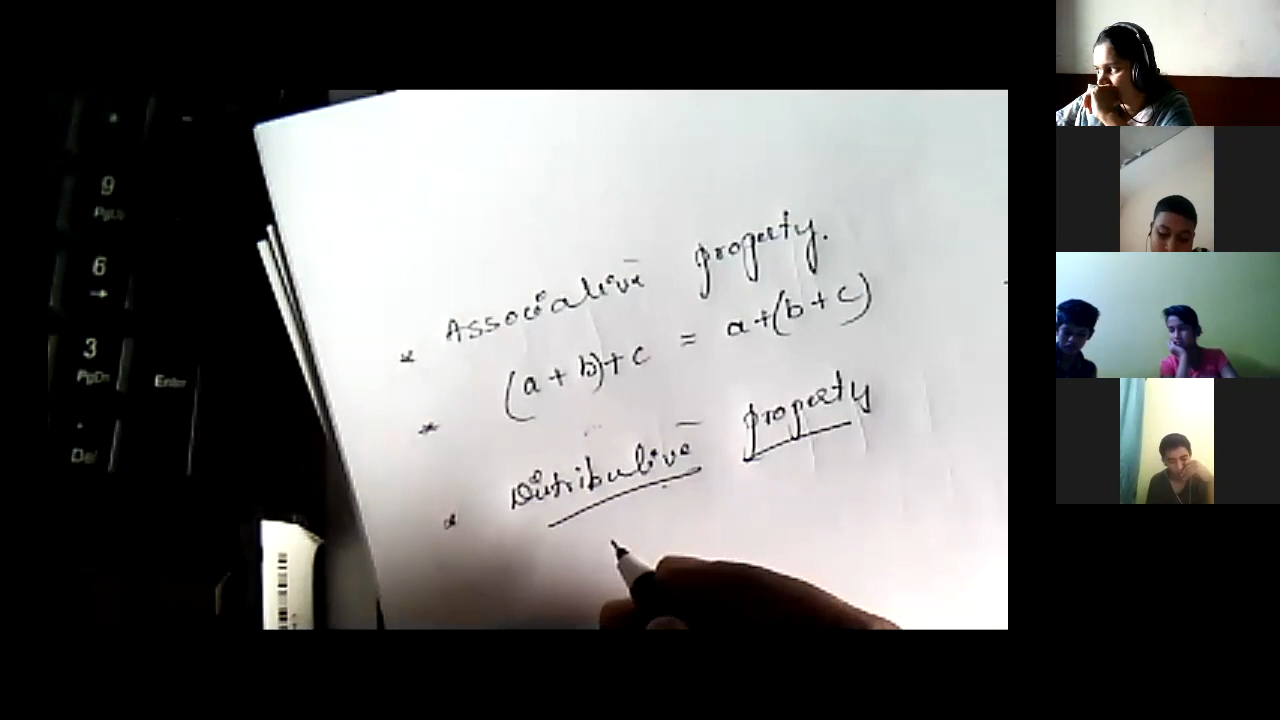 9
PgUp
6
→
3
PgDn
Enter
.
Del
* Associative property.
* (a + b) + c = a + (b + c)
* Distributive property